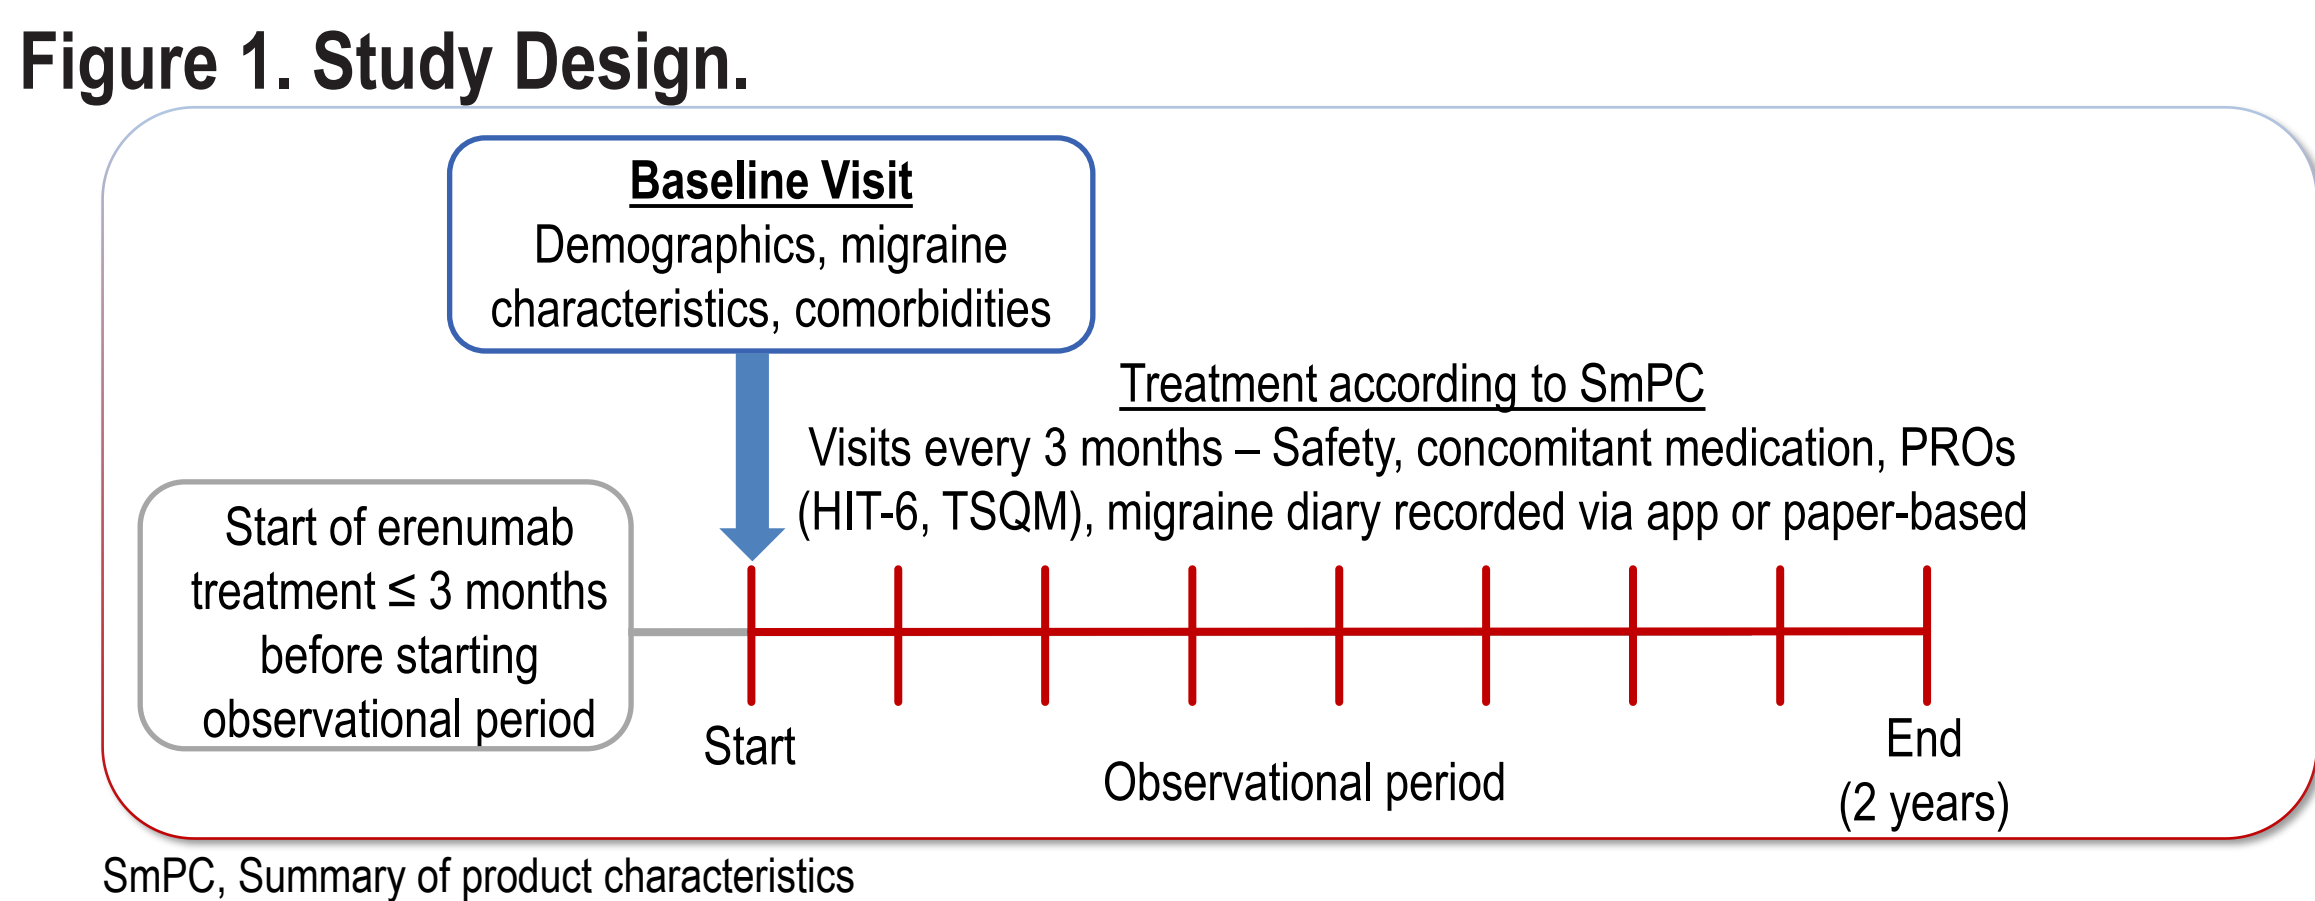 Figure 1. Study Design.
Baseline Visit
Demographics, migraine
characteristics, comorbidities
Treatment according to SmPC
Visits every 3 months – Safety, concomitant medication, PROs
(HIT-6, TSQM), migraine diary recorded via app or paper-based
Start of erenumab
treatment ≤ 3 months
before starting
observational period
Start
Observational period
End
(2 years)
SmPC, Summary of product characteristics